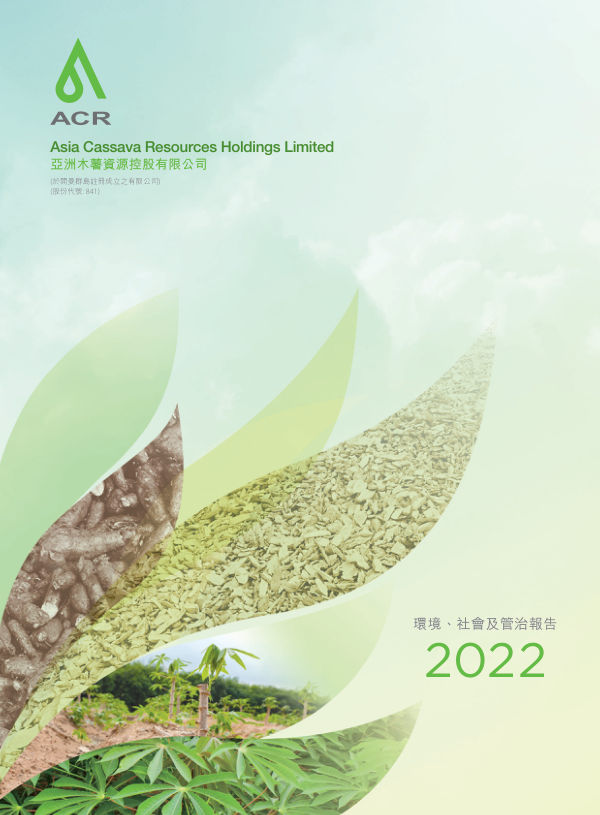 ACR
Asia Cassava Resources Holdings Limited
亞洲木薯資源控股有限公司
(於開曼群島註冊成立之有限公司)
(股份代號: 841)
環境、社會及管治報告
2022